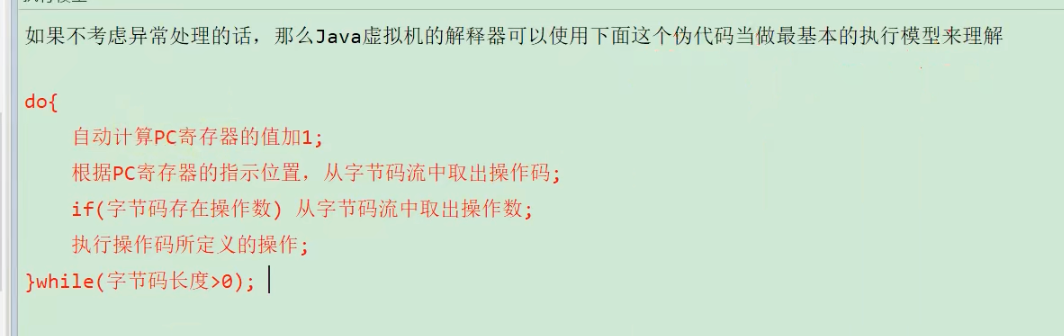 如果不考虑异常处理的话，那么Java虚拟机的解释器可以使用下面这个伪代码当做最基本的执行模型来理解
do{
自动计算PC寄存器的值加1;
根据PC寄存器的指示位置，从字节码流中取出操作码;
if(字节码存在操作数) 从字节码流中取出操作数;
执行操作码所定义的操作;
}while(字节码长度>0);